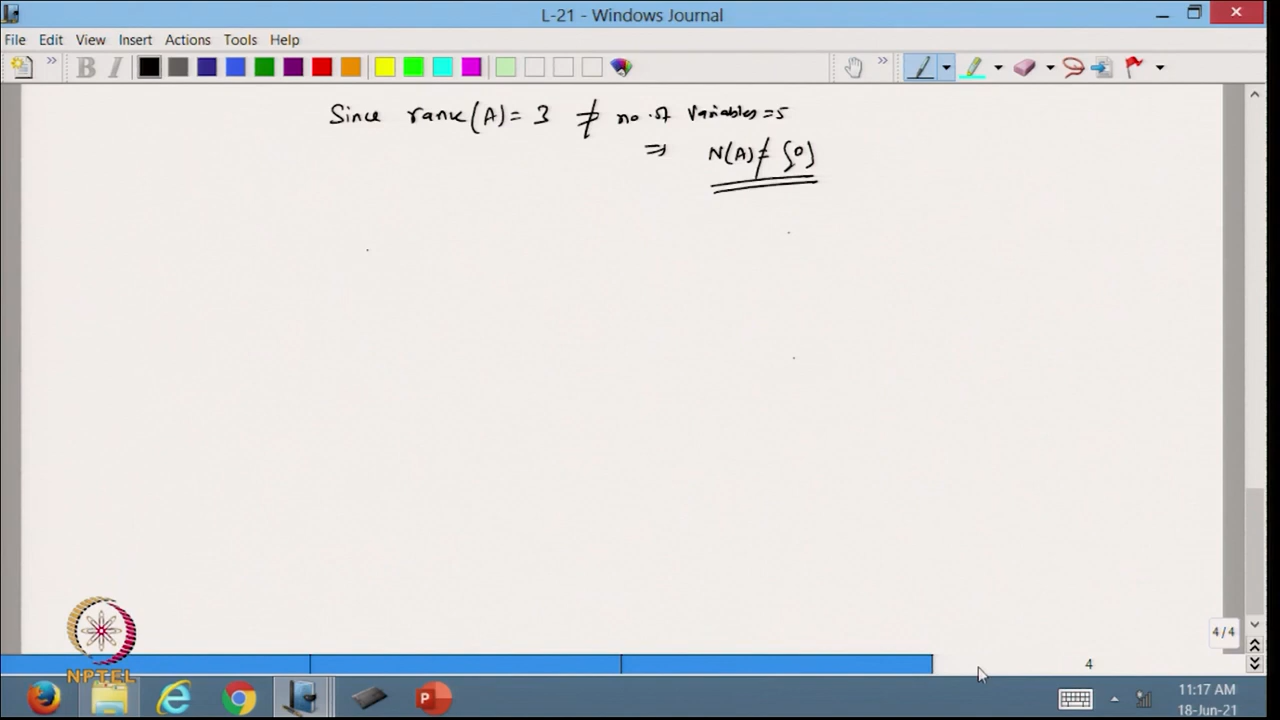 L-21 - Windows Journal
File Edit View Insert Actions Tools Help
Since rank(A) = 3 ≠ no. of variables = 5
⇒ N(A) ≠ {0}
4 / 4
4
NPTEL
11:17 AM
18-Jun-21